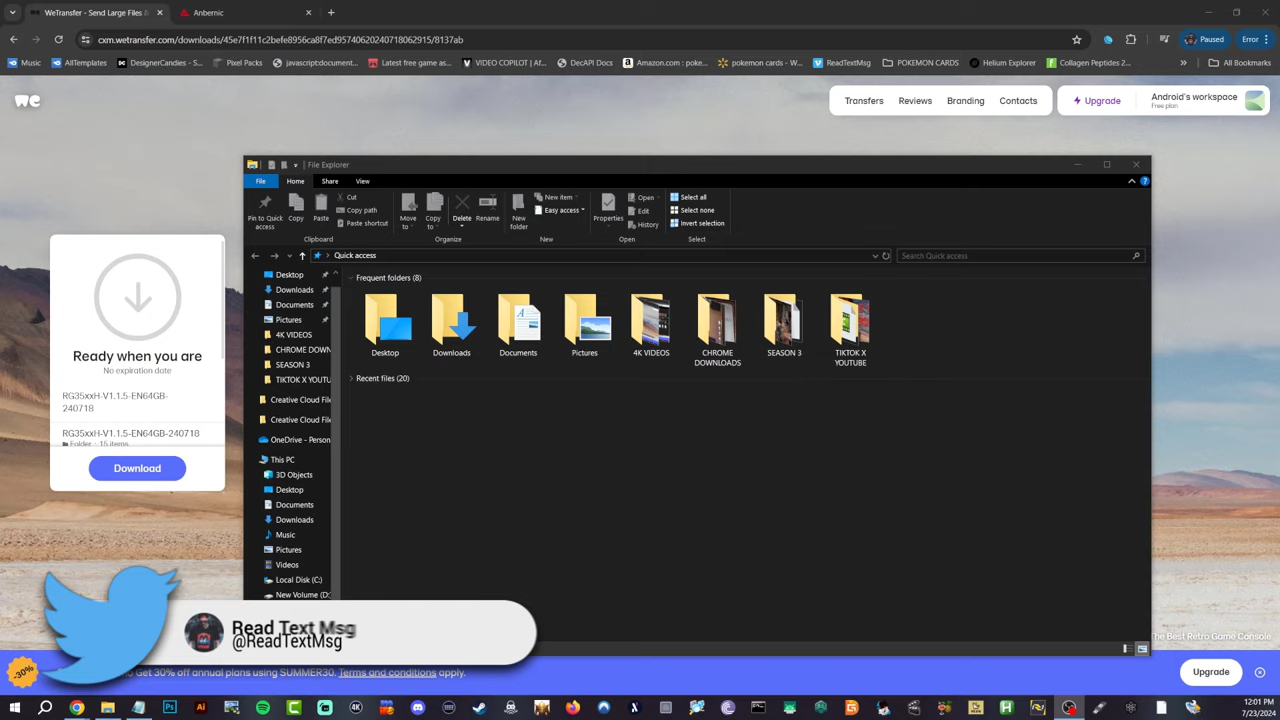 WeTransfer - Send Large Files &
Anbernic
cxm.wetransfer.com/downloads/45e7f1f11c2befe8956ca8f7ed95740620240718062915/8137ab
Paused
Error
Music
AllTemplates
DesignerCandies – S...
Pixel Packs
javascript:document...
Latest free game as...
VIDEO COPILOT | Af...
DecAPI Docs
Amazon.com : poke...
pokemon cards - W...
ReadTextMsg
POKEMON CARDS
Helium Explorer
Collagen Peptides 2...
All Bookmarks
we
Transfers
Reviews
Branding
Contacts
Upgrade
Android's workspace
Free plan
File Explorer
File
Home
Share
View
Pin to Quick access
Copy
Paste
Cut
Copy path
Paste shortcut
Clipboard
Move to
Copy to
Delete
Rename
Organize
New folder
New item
Easy access
New
Properties
Open
Edit
History
Open
Select all
Select none
Invert selection
Select
Quick access
Search Quick access
Desktop
Downloads
Documents
Pictures
4K VIDEOS
CHROME DOWN
SEASON 3
TIKTOK X YOUTU
Creative Cloud File
Creative Cloud File
OneDrive - Person
This PC
3D Objects
Desktop
Documents
Downloads
Music
Pictures
Videos
Local Disk (C:)
New Volume (D:
Frequent folders (8)
Desktop
Downloads
Documents
Pictures
4K VIDEOS
CHROME DOWNLOADS
SEASON 3
TIKTOK X YOUTUBE
Recent files (20)
Ready when you are
No expiration date
RG35xxH-V1.1.5-EN64GB-
240718
RG35xxH-V1.1.5-EN64GB-240718
Folder · 15 items
Download
Read Text Msg
@ReadTextMsg
The Best Retro Game Console
-30%
Get 30% off annual plans using SUMMER30. Terms and conditions apply.
Upgrade
12:01 PM
7/23/2024